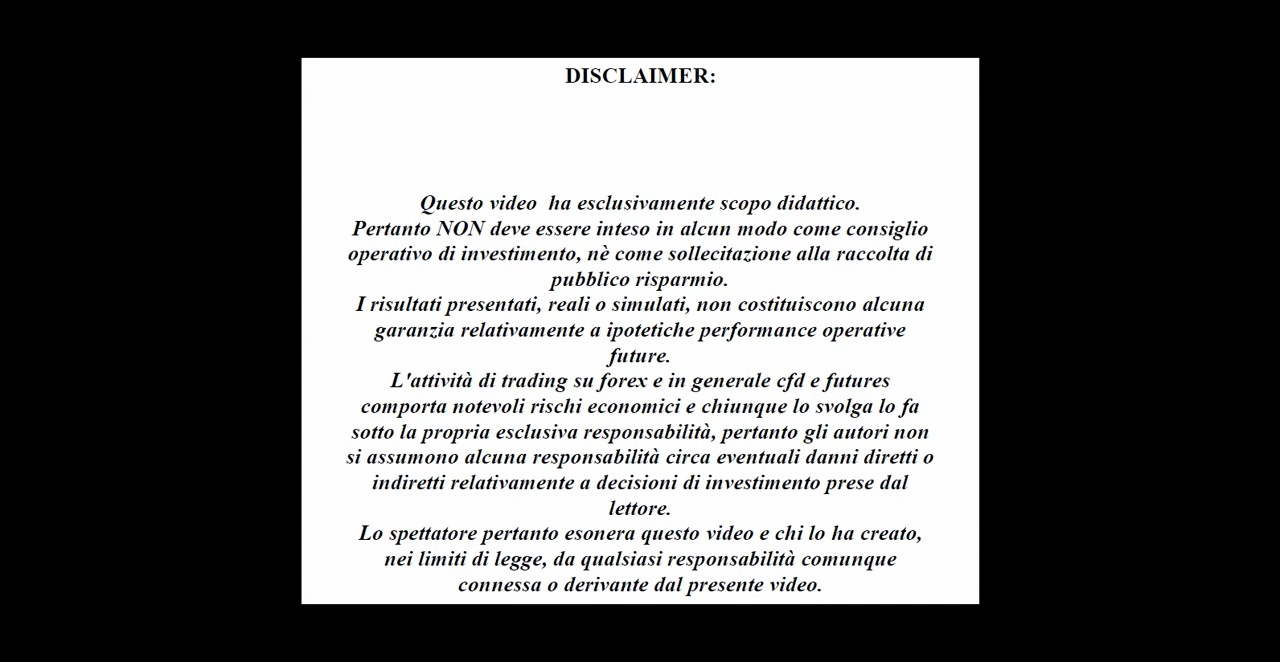 DISCLAIMER:
Questo video  ha esclusivamente scopo didattico.
Pertanto NON deve essere inteso in alcun modo come consiglio
operativo di investimento, nè come sollecitazione alla raccolta di
pubblico risparmio.
I risultati presentati, reali o simulati, non costituiscono alcuna
garanzia relativamente a ipotetiche performance operative
future.
L'attività di trading su forex e in generale cfd e futures
comporta notevoli rischi economici e chiunque lo svolga lo fa
sotto la propria esclusiva responsabilità, pertanto gli autori non
si assumono alcuna responsabilità circa eventuali danni diretti o
indiretti relativamente a decisioni di investimento prese dal
lettore.
Lo spettatore pertanto esonera questo video e chi lo ha creato,
nei limiti di legge, da qualsiasi responsabilità comunque
connessa o derivante dal presente video.